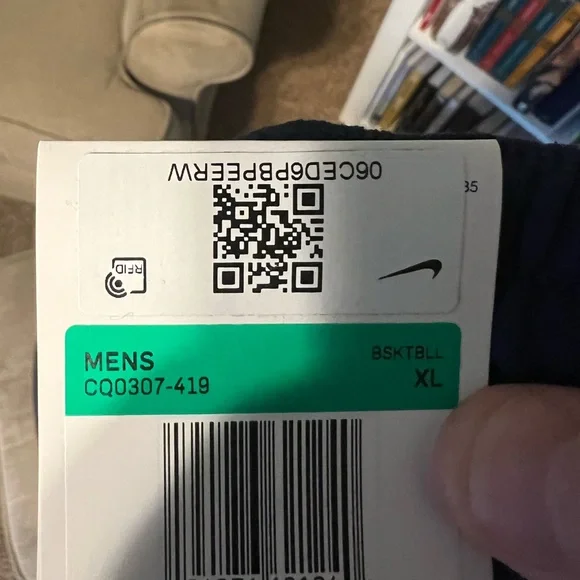 06CED6PBPEERW
RFID
MENS
BSKTBLL
CQ0307-419
XL